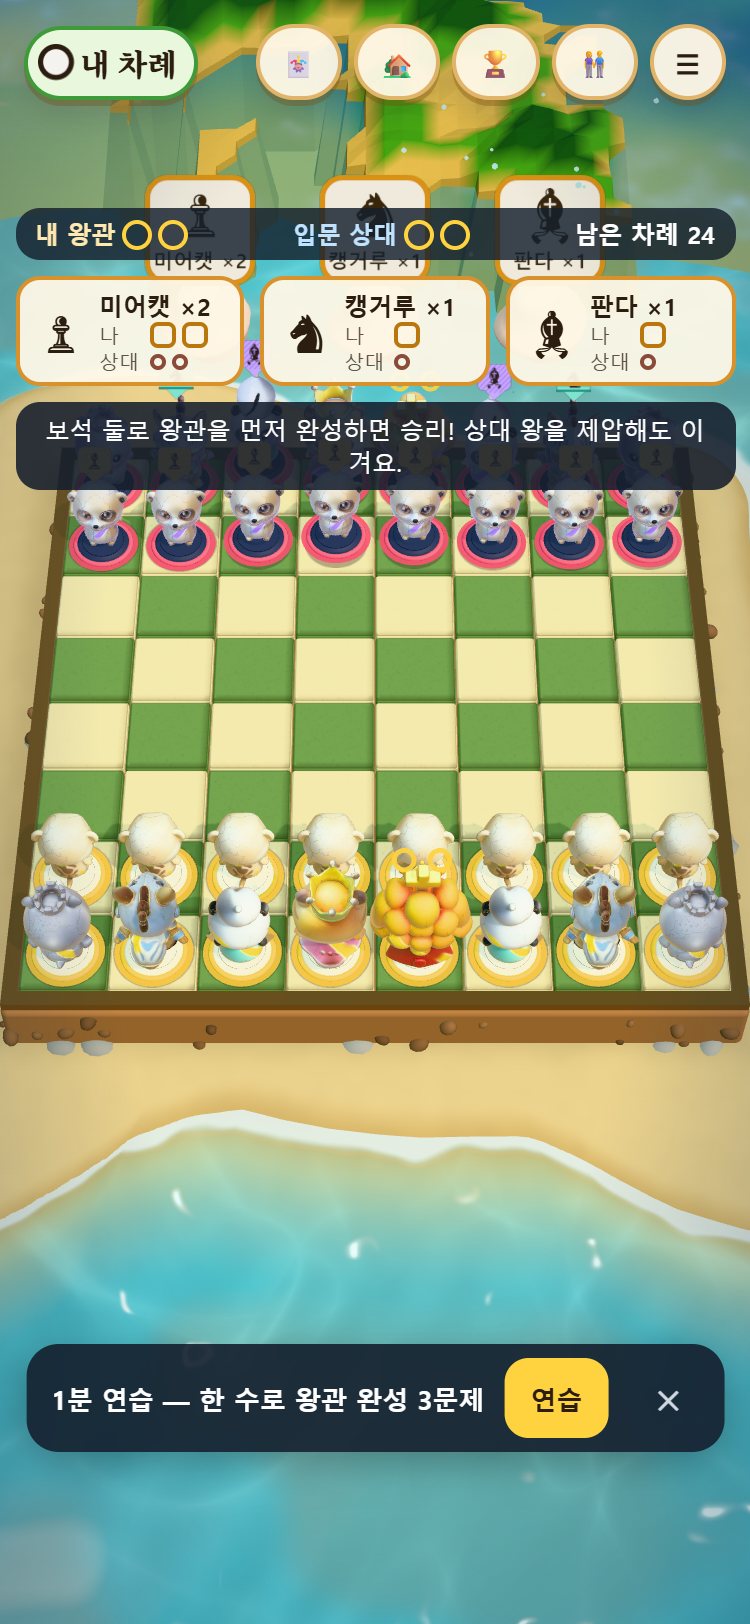 내 차례
내 왕관 입문 상대 남은 차례 24
미어캣 ×2 캥거루 ×1 판다 ×1
미어캣 ×2 캥거루 ×1 판다 ×1
나 나 나
상대 상대 상대
보석 둘로 왕관을 먼저 완성하면 승리! 상대 왕을 제압해도 이
겨요.
1분 연습 — 한 수로 왕관 완성 3문제 연습 ×